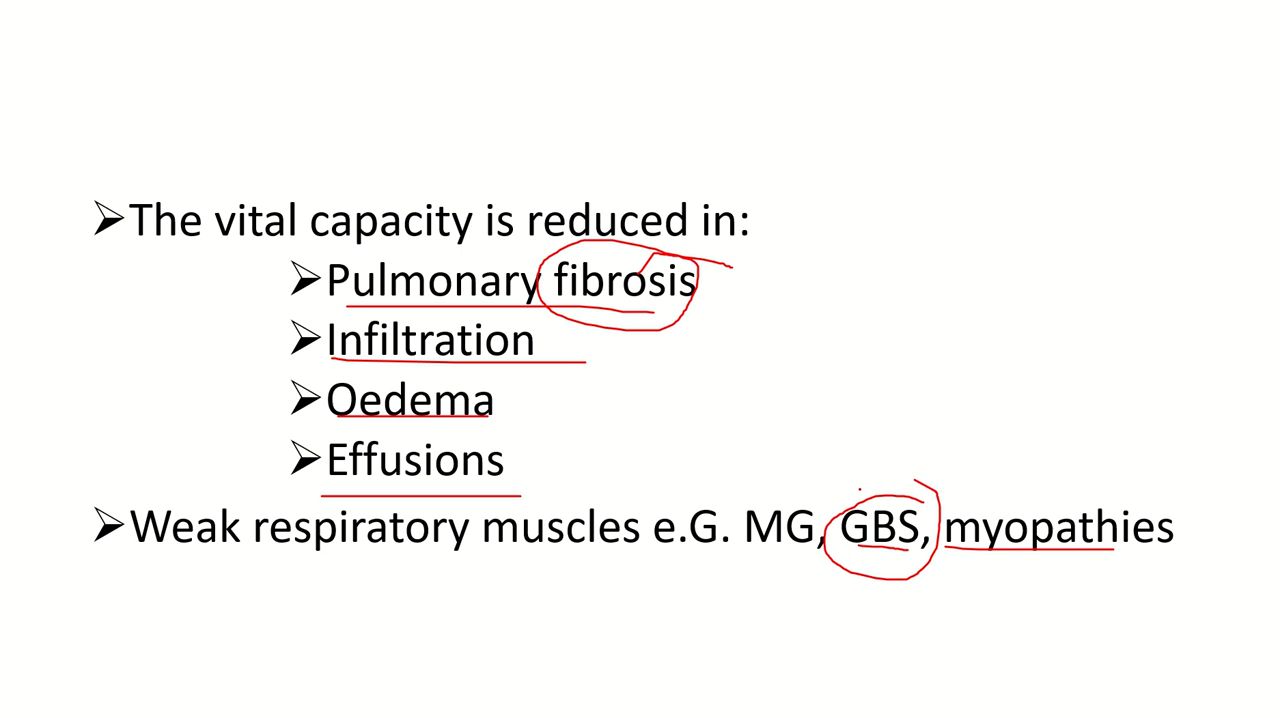 ➢The vital capacity is reduced in:
➢Pulmonary fibrosis
➢Infiltration
➢Oedema
➢Effusions
➢Weak respiratory muscles e.G. MG, GBS, myopathies